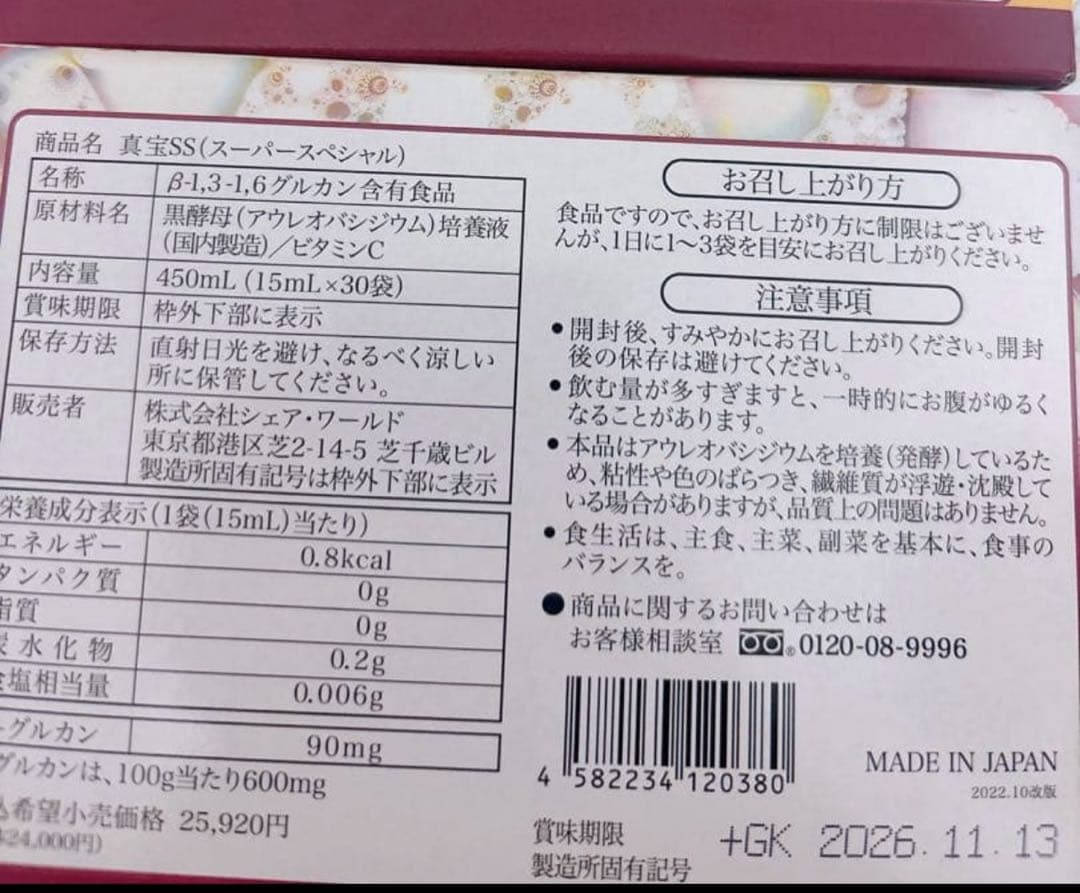 商品名 真宝SS(スーパースペシャル)
名称 β-1,3-1,6グルカン含有食品
原材料名 黒酵母(アウレオバシジウム)培養液
(国内製造)／ビタミンC
内容量 450mL (15mL×30袋)
賞味期限 枠外下部に表示
保存方法 直射日光を避け、なるべく涼しい
所に保管してください。
販売者 株式会社シェア・ワールド
東京都港区芝2-14-5 芝千歳ビル
製造所固有記号は枠外下部に表示
栄養成分表示(1袋(15mL)当たり)
エネルギー 0.8kcal
タンパク質 0g
脂質 0g
炭水化物 0.2g
塩相当量 0.006g
グルカン 90mg
グルカンは、100g当たり600mg
希望小売価格 25,920円
24,000円)
お召し上がり方
食品ですので、お召し上がり方に制限はございませ
んが、1日に1〜3袋を目安にお召し上がりください。
注意事項
●開封後、すみやかにお召し上がりください。開封
後の保存は避けてください。
●飲む量が多すぎますと、一時的にお腹がゆるく
なることがあります。
●本品はアウレオバシジウムを培養(発酵)しているた
め、粘性や色のばらつき、繊維質が浮遊・沈殿して
いる場合がありますが、品質上の問題はありません。
●食生活は、主食、主菜、副菜を基本に、食事の
バランスを。
●商品に関するお問い合わせは
お客様相談室 0120-08-9996
4 582234 120380
MADE IN JAPAN
2022.10改版
賞味期限
製造所固有記号
+GK 2026.11.13